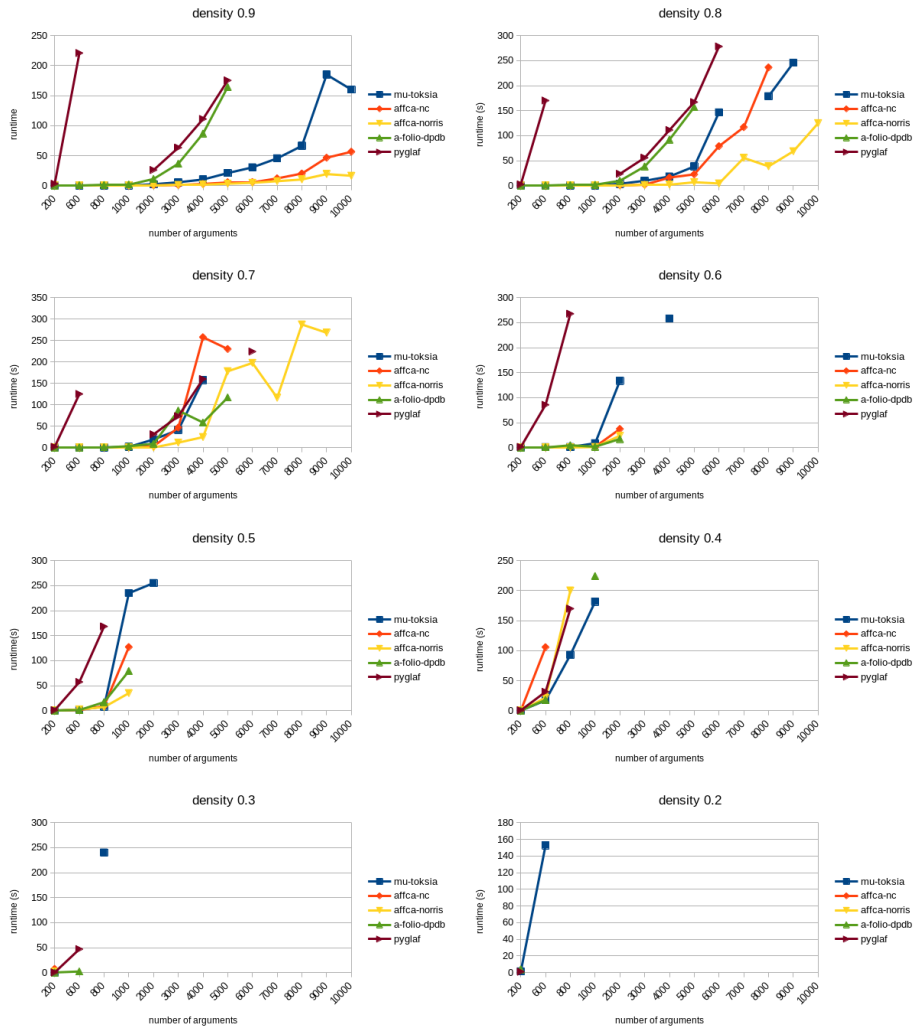 density 0.9
250
200
150
100
50
0
runtime
200
600
800
1000
2000
3000
4000
5000
6000
7000
8000
9000
10000
number of arguments
mu-toksia
affca-nc
affca-norris
a-folio-dpdb
pyglaf
density 0.8
300
250
200
150
100
50
0
runtime (s)
200
600
800
1000
2000
3000
4000
5000
6000
7000
8000
9000
10000
number of arguments
mu-toksia
affca-nc
affca-norris
a-folio-dpdb
pyglaf
density 0.7
350
300
250
200
150
100
50
0
runtime (s)
200
600
800
1000
2000
3000
4000
5000
6000
7000
8000
9000
10000
number of arguments
mu-toksia
affca-nc
affca-norris
a-folio-dpdb
pyglaf
density 0.6
300
250
200
150
100
50
0
runtime (s)
200
600
800
1000
2000
3000
4000
5000
6000
7000
8000
9000
10000
number of arguments
mu-toksia
affca-nc
affca-norris
a-folio-dpdb
pyglaf
density 0.5
300
250
200
150
100
50
0
runtime(s)
200
600
800
1000
2000
3000
4000
5000
6000
7000
8000
9000
10000
number of arguments
mu-toksia
affca-nc
affca-norris
a-folio-dpdb
pyglaf
density 0.4
250
200
150
100
50
0
runtime (s)
200
600
800
1000
2000
3000
4000
5000
6000
7000
8000
9000
10000
number of arguments
mu-toksia
affca-nc
affca-norris
a-folio-dpdb
pyglaf
density 0.3
300
250
200
150
100
50
0
runtime (s)
200
600
800
1000
2000
3000
4000
5000
6000
7000
8000
9000
10000
number of arguments
mu-toksia
affca-nc
affca-norris
a-folio-dpdb
pyglaf
density 0.2
180
160
140
120
100
80
60
40
20
0
runtime (s)
200
600
800
1000
2000
3000
4000
5000
6000
7000
8000
9000
10000
number of arguments
mu-toksia
affca-nc
affca-norris
a-folio-dpdb
pyglaf